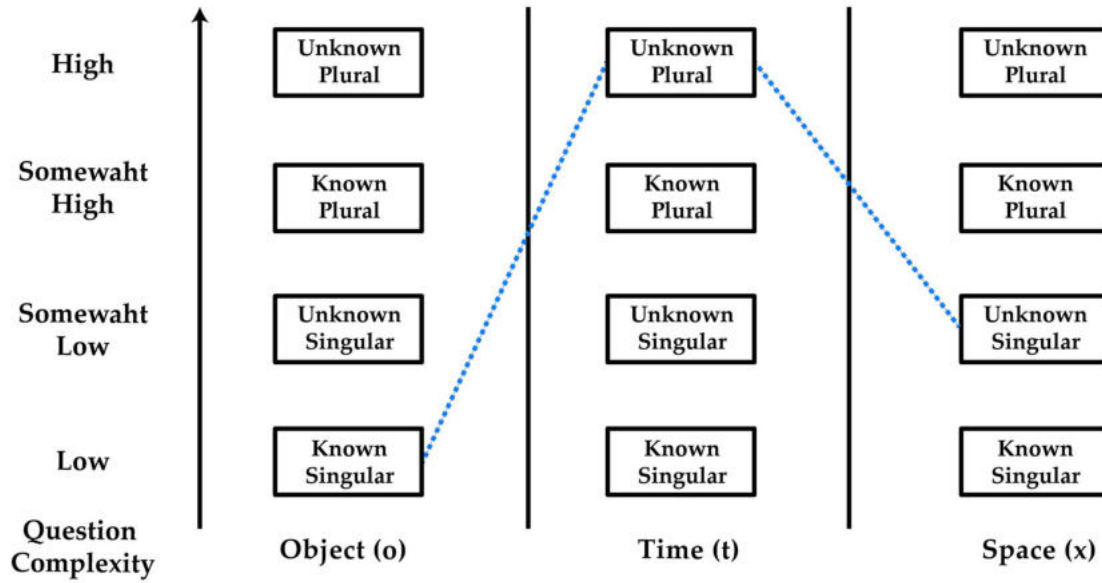 High
Unknown
Plural
Unknown
Plural
Unknown
Plural
Somewaht
High
Known
Plural
Known
Plural
Known
Plural
Somewaht
Low
Unknown
Singular
Unknown
Singular
Unknown
Singular
Low
Known
Singular
Known
Singular
Known
Singular
Question
Complexity
Object (o)
Time (t)
Space (x)